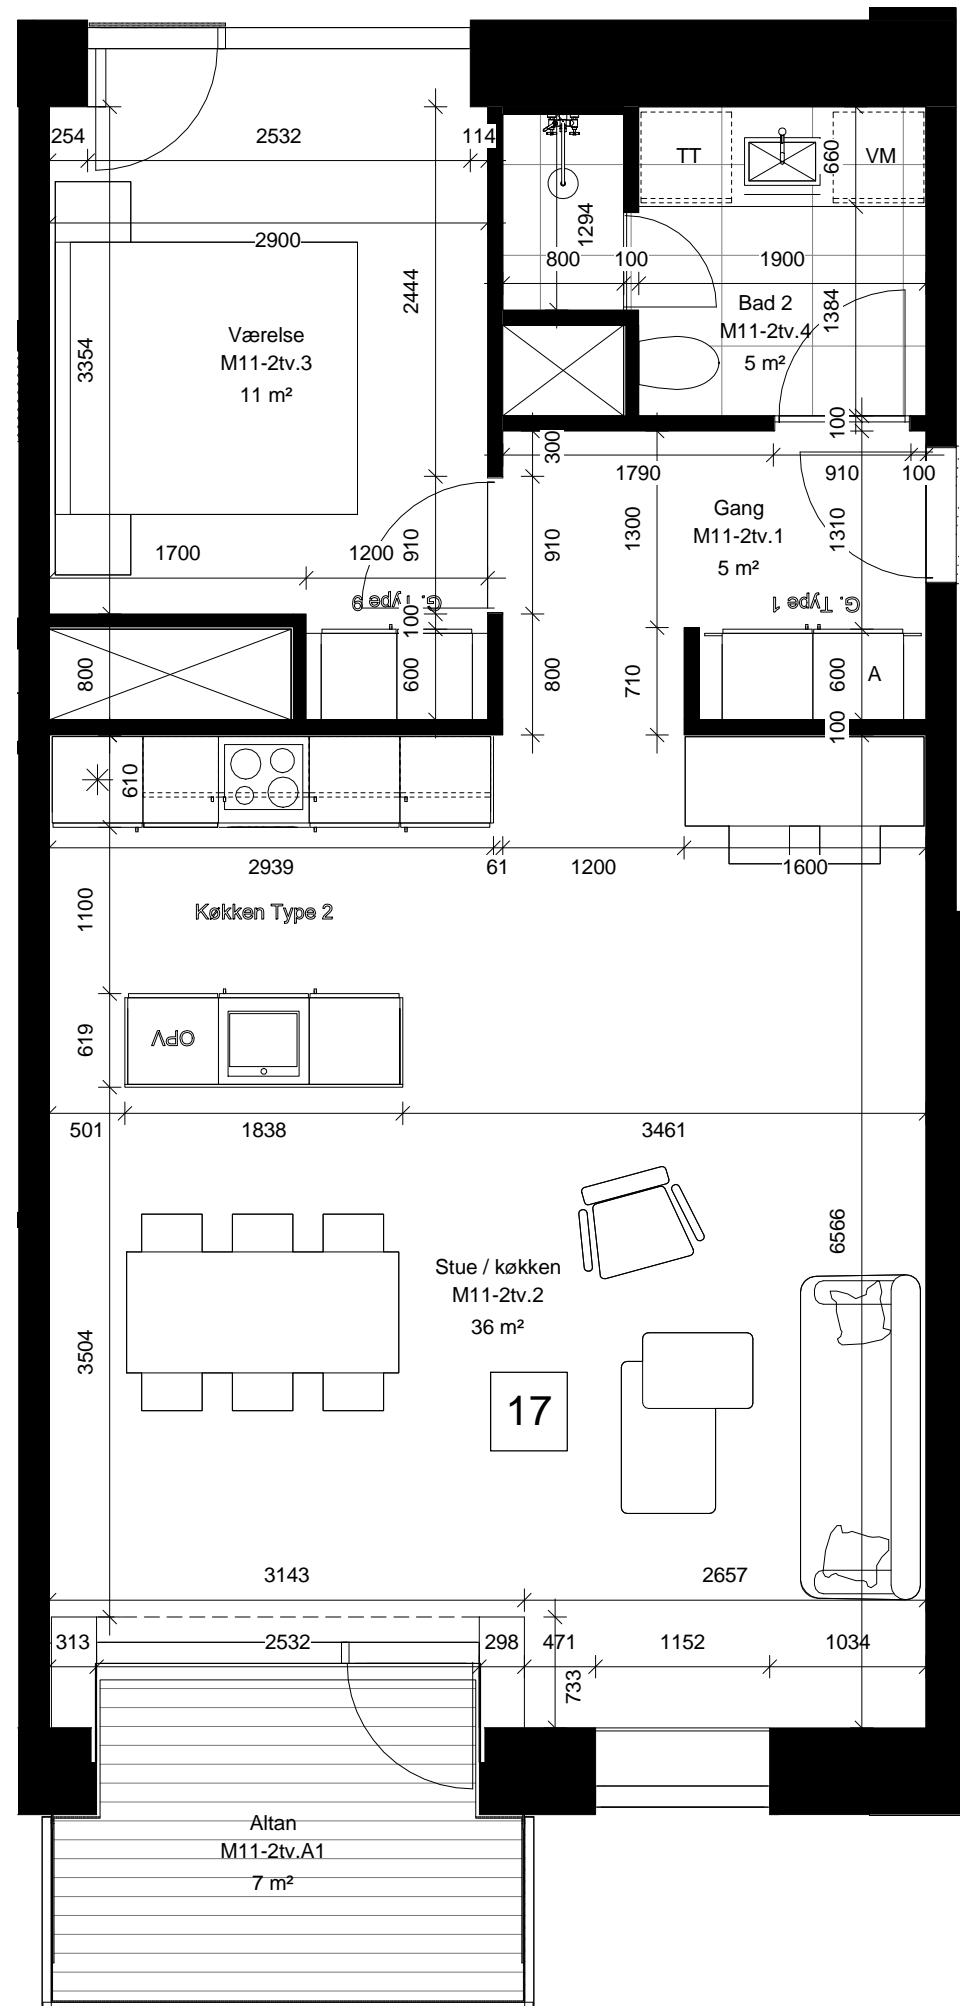 254
2532
114
TT
660
VM
2900
1294
800
100
1900
2444
Bad 2
M11-2tv.4
5 m²
1384
Værelse
M11-2tv.3
11 m²
3354
300
100
1790
910
100
Gang
M11-2tv.1
5 m²
1700
1200
910
910
1300
1310
G. Type 9
G. Type 1
100
800
600
800
710
600
A
100
610
2939
61
1200
1600
1100
Køkken Type 2
619
OPV
501
1838
3461
6566
Stue / køkken
M11-2tv.2
36 m²
3504
17
3143
2657
313
2532
298
471
1152
1034
733
Altan
M11-2tv.A1
7 m²